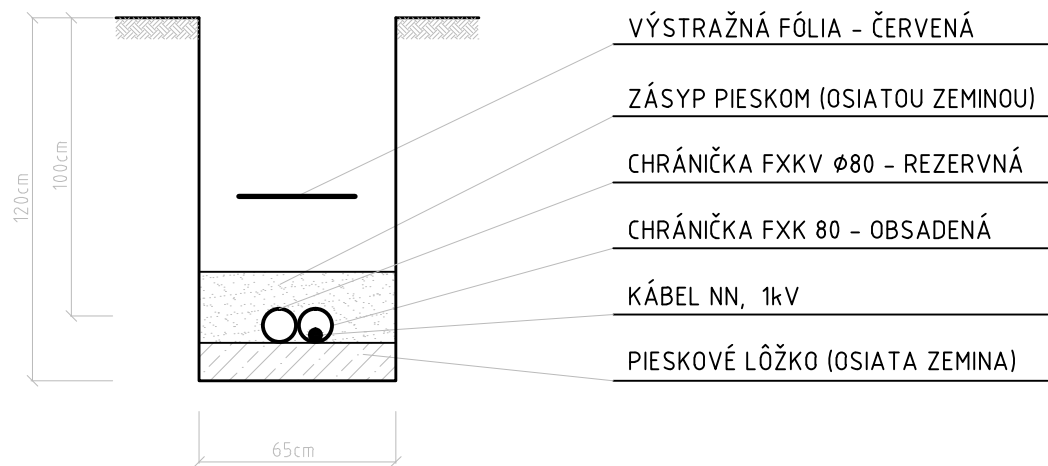 VÝSTRAŽNÁ FÓLIA - ČERVENÁ
ZÁSYP PIESKOM (OSIATOU ZEMINOU)
CHRÁNIČKA FXKV Ø80 - REZERVNÁ
CHRÁNIČKA FXK 80 - OBSADENÁ
KÁBEL NN, 1kV
PIESKOVÉ LÔŽKO (OSIATA ZEMINA)
120cm
100cm
65cm